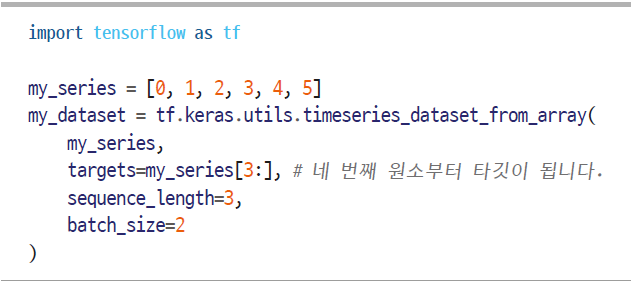 import tensorflow as tf

my_series = [0, 1, 2, 3, 4, 5]
my_dataset = tf.keras.utils.timeseries_dataset_from_array(
    my_series,
    targets=my_series[3:], # 네 번째 원소부터 타깃이 됩니다.
    sequence_length=3,
    batch_size=2
)